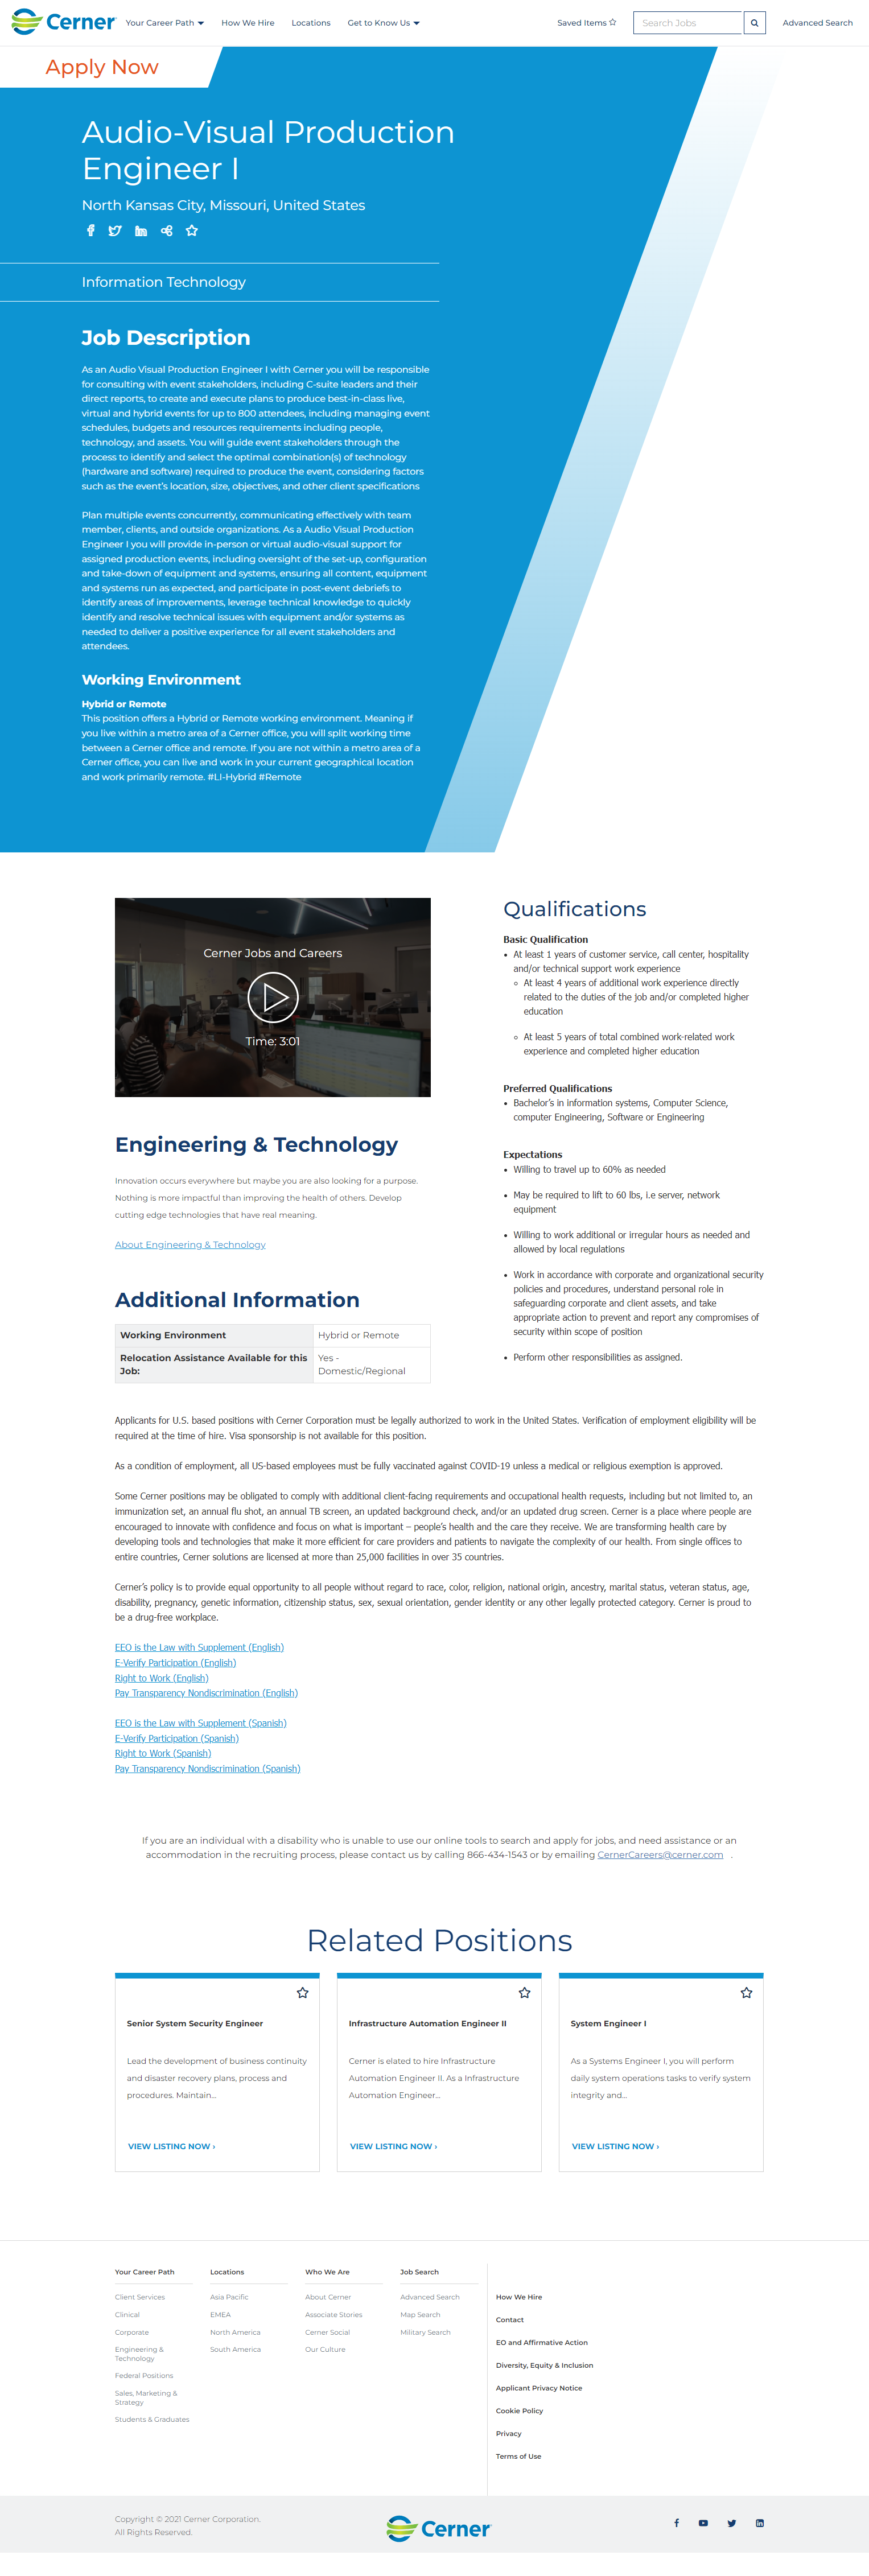 Cerner
Your Career Path
How We Hire
Locations
Get to Know Us
Saved Items
Search Jobs
Advanced Search
Apply Now
Audio-Visual Production
Engineer I
North Kansas City, Missouri, United States
Information Technology
Job Description
As an Audio Visual Production Engineer I with Cerner you will be responsible
for consulting with event stakeholders, including C-suite leaders and their
direct reports, to create and execute plans to produce best-in-class live,
virtual and hybrid events for up to 800 attendees, including managing event
schedules, budgets and resources requirements including people,
technology, and assets. You will guide event stakeholders through the
process to identify and select the optimal combination(s) of technology
(hardware and software) required to produce the event, considering factors
such as the event's location, size, objectives, and other client specifications
Plan multiple events concurrently, communicating effectively with team
member, clients, and outside organizations. As a Audio Visual Production
Engineer I you will provide in-person or virtual audio-visual support for
assigned production events, including oversight of the set-up, configuration
and take-down of equipment and systems, ensuring all content, equipment
and systems run as expected, and participate in post-event debriefs to
identify areas of improvements, leverage technical knowledge to quickly
identify and resolve technical issues with equipment and/or systems as
needed to deliver a positive experience for all event stakeholders and
attendees.
Working Environment
Hybrid or Remote
This position offers a Hybrid or Remote working environment. Meaning if
you live within a metro area of a Cerner office, you will split working time
between a Cerner office and remote. If you are not within a metro area of a
Cerner office, you can live and work in your current geographical location
and work primarily remote. #LI-Hybrid #Remote
Cerner Jobs and Careers
Time: 3:01
Engineering & Technology
Innovation occurs everywhere but maybe you are also looking for a purpose.
Nothing is more impactful than improving the health of others. Develop
cutting edge technologies that have real meaning.
About Engineering & Technology
Additional Information
Working Environment
Hybrid or Remote
Relocation Assistance Available for this
Job:
Yes -
Domestic/Regional
Qualifications
Basic Qualification
• At least 1 years of customer service, call center, hospitality
and/or technical support work experience
○ At least 4 years of additional work experience directly
related to the duties of the job and/or completed higher
education
○ At least 5 years of total combined work-related work
experience and completed higher education
Preferred Qualifications
• Bachelor's in information systems, Computer Science,
computer Engineering, Software or Engineering
Expectations
• Willing to travel up to 60% as needed
• May be required to lift to 60 lbs, i.e server, network
equipment
• Willing to work additional or irregular hours as needed and
allowed by local regulations
• Work in accordance with corporate and organizational security
policies and procedures, understand personal role in
safeguarding corporate and client assets, and take
appropriate action to prevent and report any compromises of
security within scope of position
• Perform other responsibilities as assigned.
Applicants for U.S. based positions with Cerner Corporation must be legally authorized to work in the United States. Verification of employment eligibility will be
required at the time of hire. Visa sponsorship is not available for this position.
As a condition of employment, all US-based employees must be fully vaccinated against COVID-19 unless a medical or religious exemption is approved.
Some Cerner positions may be obligated to comply with additional client-facing requirements and occupational health requests, including but not limited to, an
immunization set, an annual flu shot, an annual TB screen, an updated background check, and/or an updated drug screen. Cerner is a place where people are
encouraged to innovate with confidence and focus on what is important – people's health and the care they receive. We are transforming health care by
developing tools and technologies that make it more efficient for care providers and patients to navigate the complexity of our health. From single offices to
entire countries, Cerner solutions are licensed at more than 25,000 facilities in over 35 countries.
Cerner's policy is to provide equal opportunity to all people without regard to race, color, religion, national origin, ancestry, marital status, veteran status, age,
disability, pregnancy, genetic information, citizenship status, sex, sexual orientation, gender identity or any other legally protected category. Cerner is proud to
be a drug-free workplace.
EEO is the Law with Supplement (English)
E-Verify Participation (English)
Right to Work (English)
Pay Transparency Nondiscrimination (English)
EEO is the Law with Supplement (Spanish)
E-Verify Participation (Spanish)
Right to Work (Spanish)
Pay Transparency Nondiscrimination (Spanish)
If you are an individual with a disability who is unable to use our online tools to search and apply for jobs, and need assistance or an
accommodation in the recruiting process, please contact us by calling 866-434-1543 or by emailing CernerCareers@cerner.com .
Related Positions
Senior System Security Engineer
Lead the development of business continuity
and disaster recovery plans, process and
procedures. Maintain...
VIEW LISTING NOW ›
Infrastructure Automation Engineer II
Cerner is elated to hire Infrastructure
Automation Engineer II. As a Infrastructure
Automation Engineer...
VIEW LISTING NOW ›
System Engineer I
As a Systems Engineer I, you will perform
daily system operations tasks to verify system
integrity and...
VIEW LISTING NOW ›
Your Career Path
Client Services
Clinical
Corporate
Engineering &
Technology
Federal Positions
Sales, Marketing &
Strategy
Students & Graduates
Locations
Asia Pacific
EMEA
North America
South America
Who We Are
About Cerner
Associate Stories
Cerner Social
Our Culture
Job Search
Advanced Search
Map Search
Military Search
How We Hire
Contact
EO and Affirmative Action
Diversity, Equity & Inclusion
Applicant Privacy Notice
Cookie Policy
Privacy
Terms of Use
Copyright © 2021 Cerner Corporation.
All Rights Reserved.
Cerner